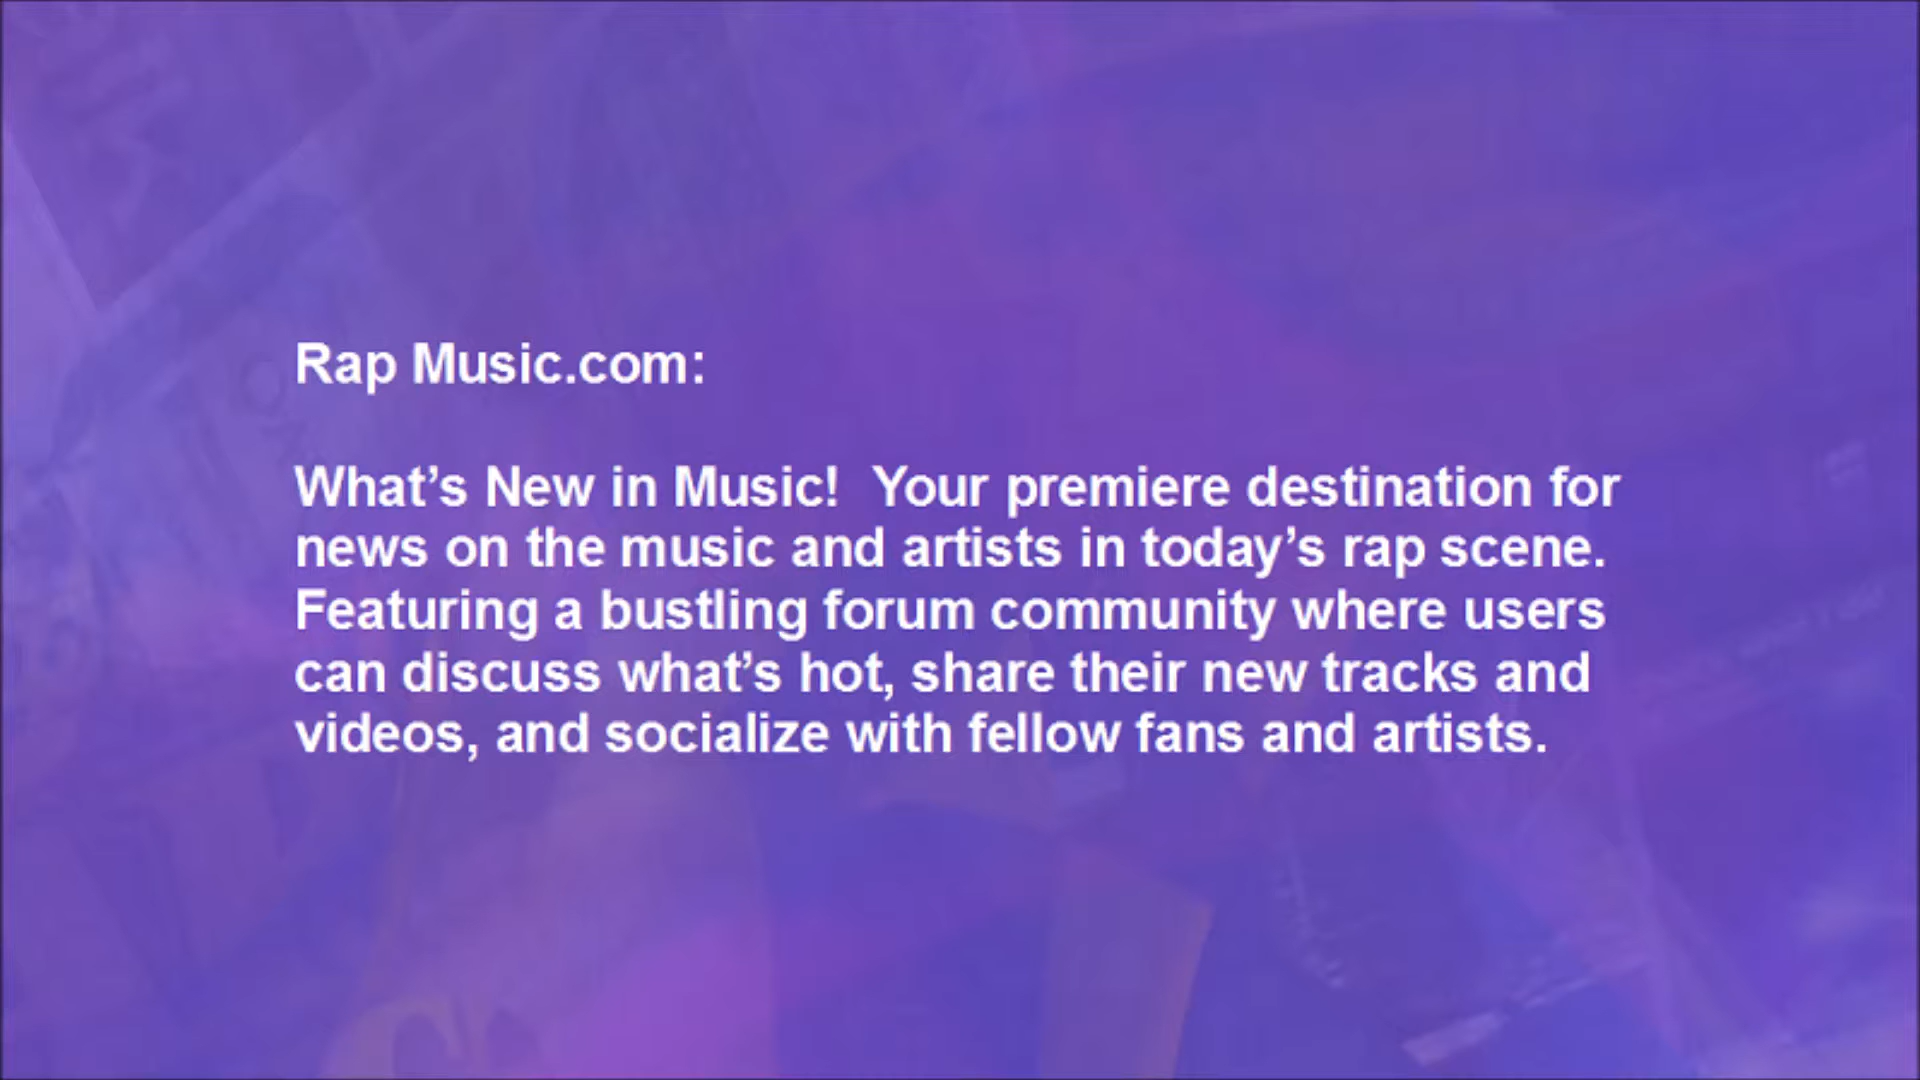 Rap Music.com:
What’s New in Music!  Your premiere destination for
news on the music and artists in today’s rap scene.
Featuring a bustling forum community where users
can discuss what’s hot, share their new tracks and
videos, and socialize with fellow fans and artists.